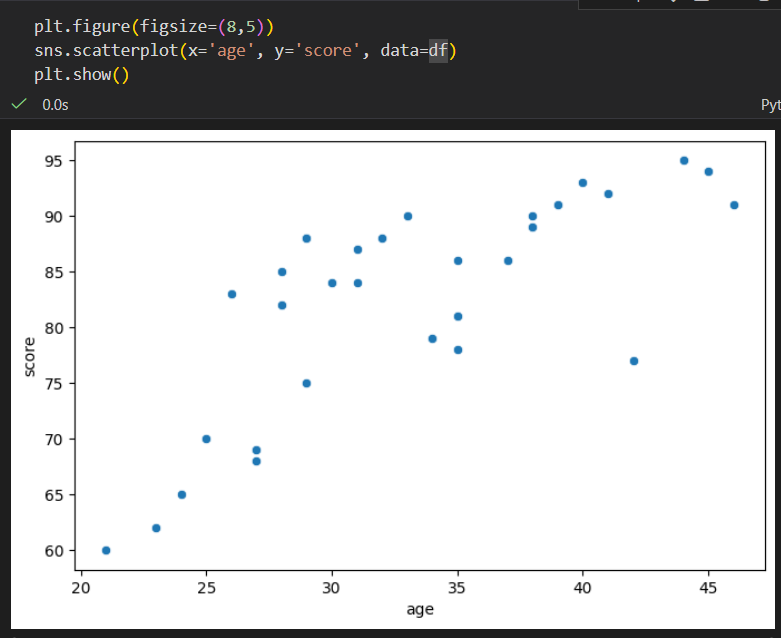 plt.figure(figsize=(8,5))
sns.scatterplot(x='age', y='score', data=df)
plt.show()
0.0s
95
90
85
80
75
70
65
60
score
20 25 30 35 40 45
age